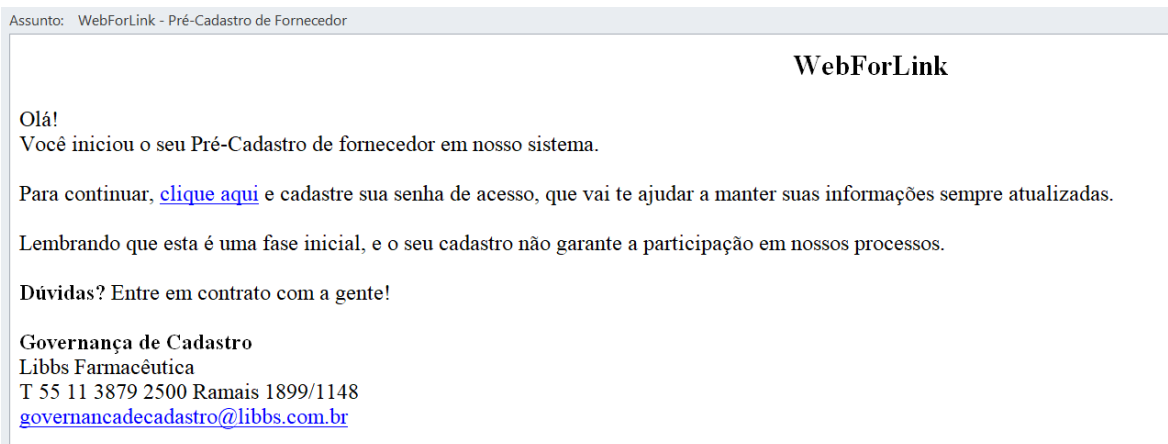 Assunto: WebForLink - Pré-Cadastro de Fornecedor
WebForLink
Olá!
Você iniciou o seu Pré-Cadastro de fornecedor em nosso sistema.
Para continuar, clique aqui e cadastre sua senha de acesso, que vai te ajudar a manter suas informações sempre atualizadas.
Lembrando que esta é uma fase inicial, e o seu cadastro não garante a participação em nossos processos.
Dúvidas? Entre em contrato com a gente!
Governança de Cadastro
Libbs Farmacêutica
T 55 11 3879 2500 Ramais 1899/1148
governancadecadastro@libbs.com.br